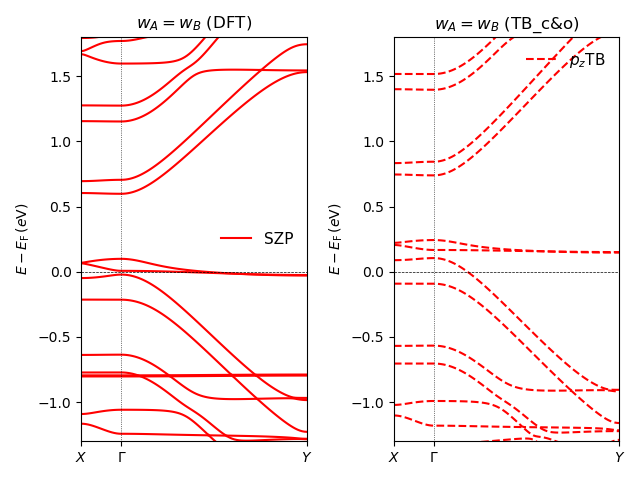 w_A = w_B (DFT)
E − E_F (eV)
1.5
1.0
0.5
0.0
−0.5
−1.0
X
Γ
Y
SZP
w_A = w_B (TB_c&o)
E − E_F (eV)
1.5
1.0
0.5
0.0
−0.5
−1.0
X
Γ
Y
p_zTB